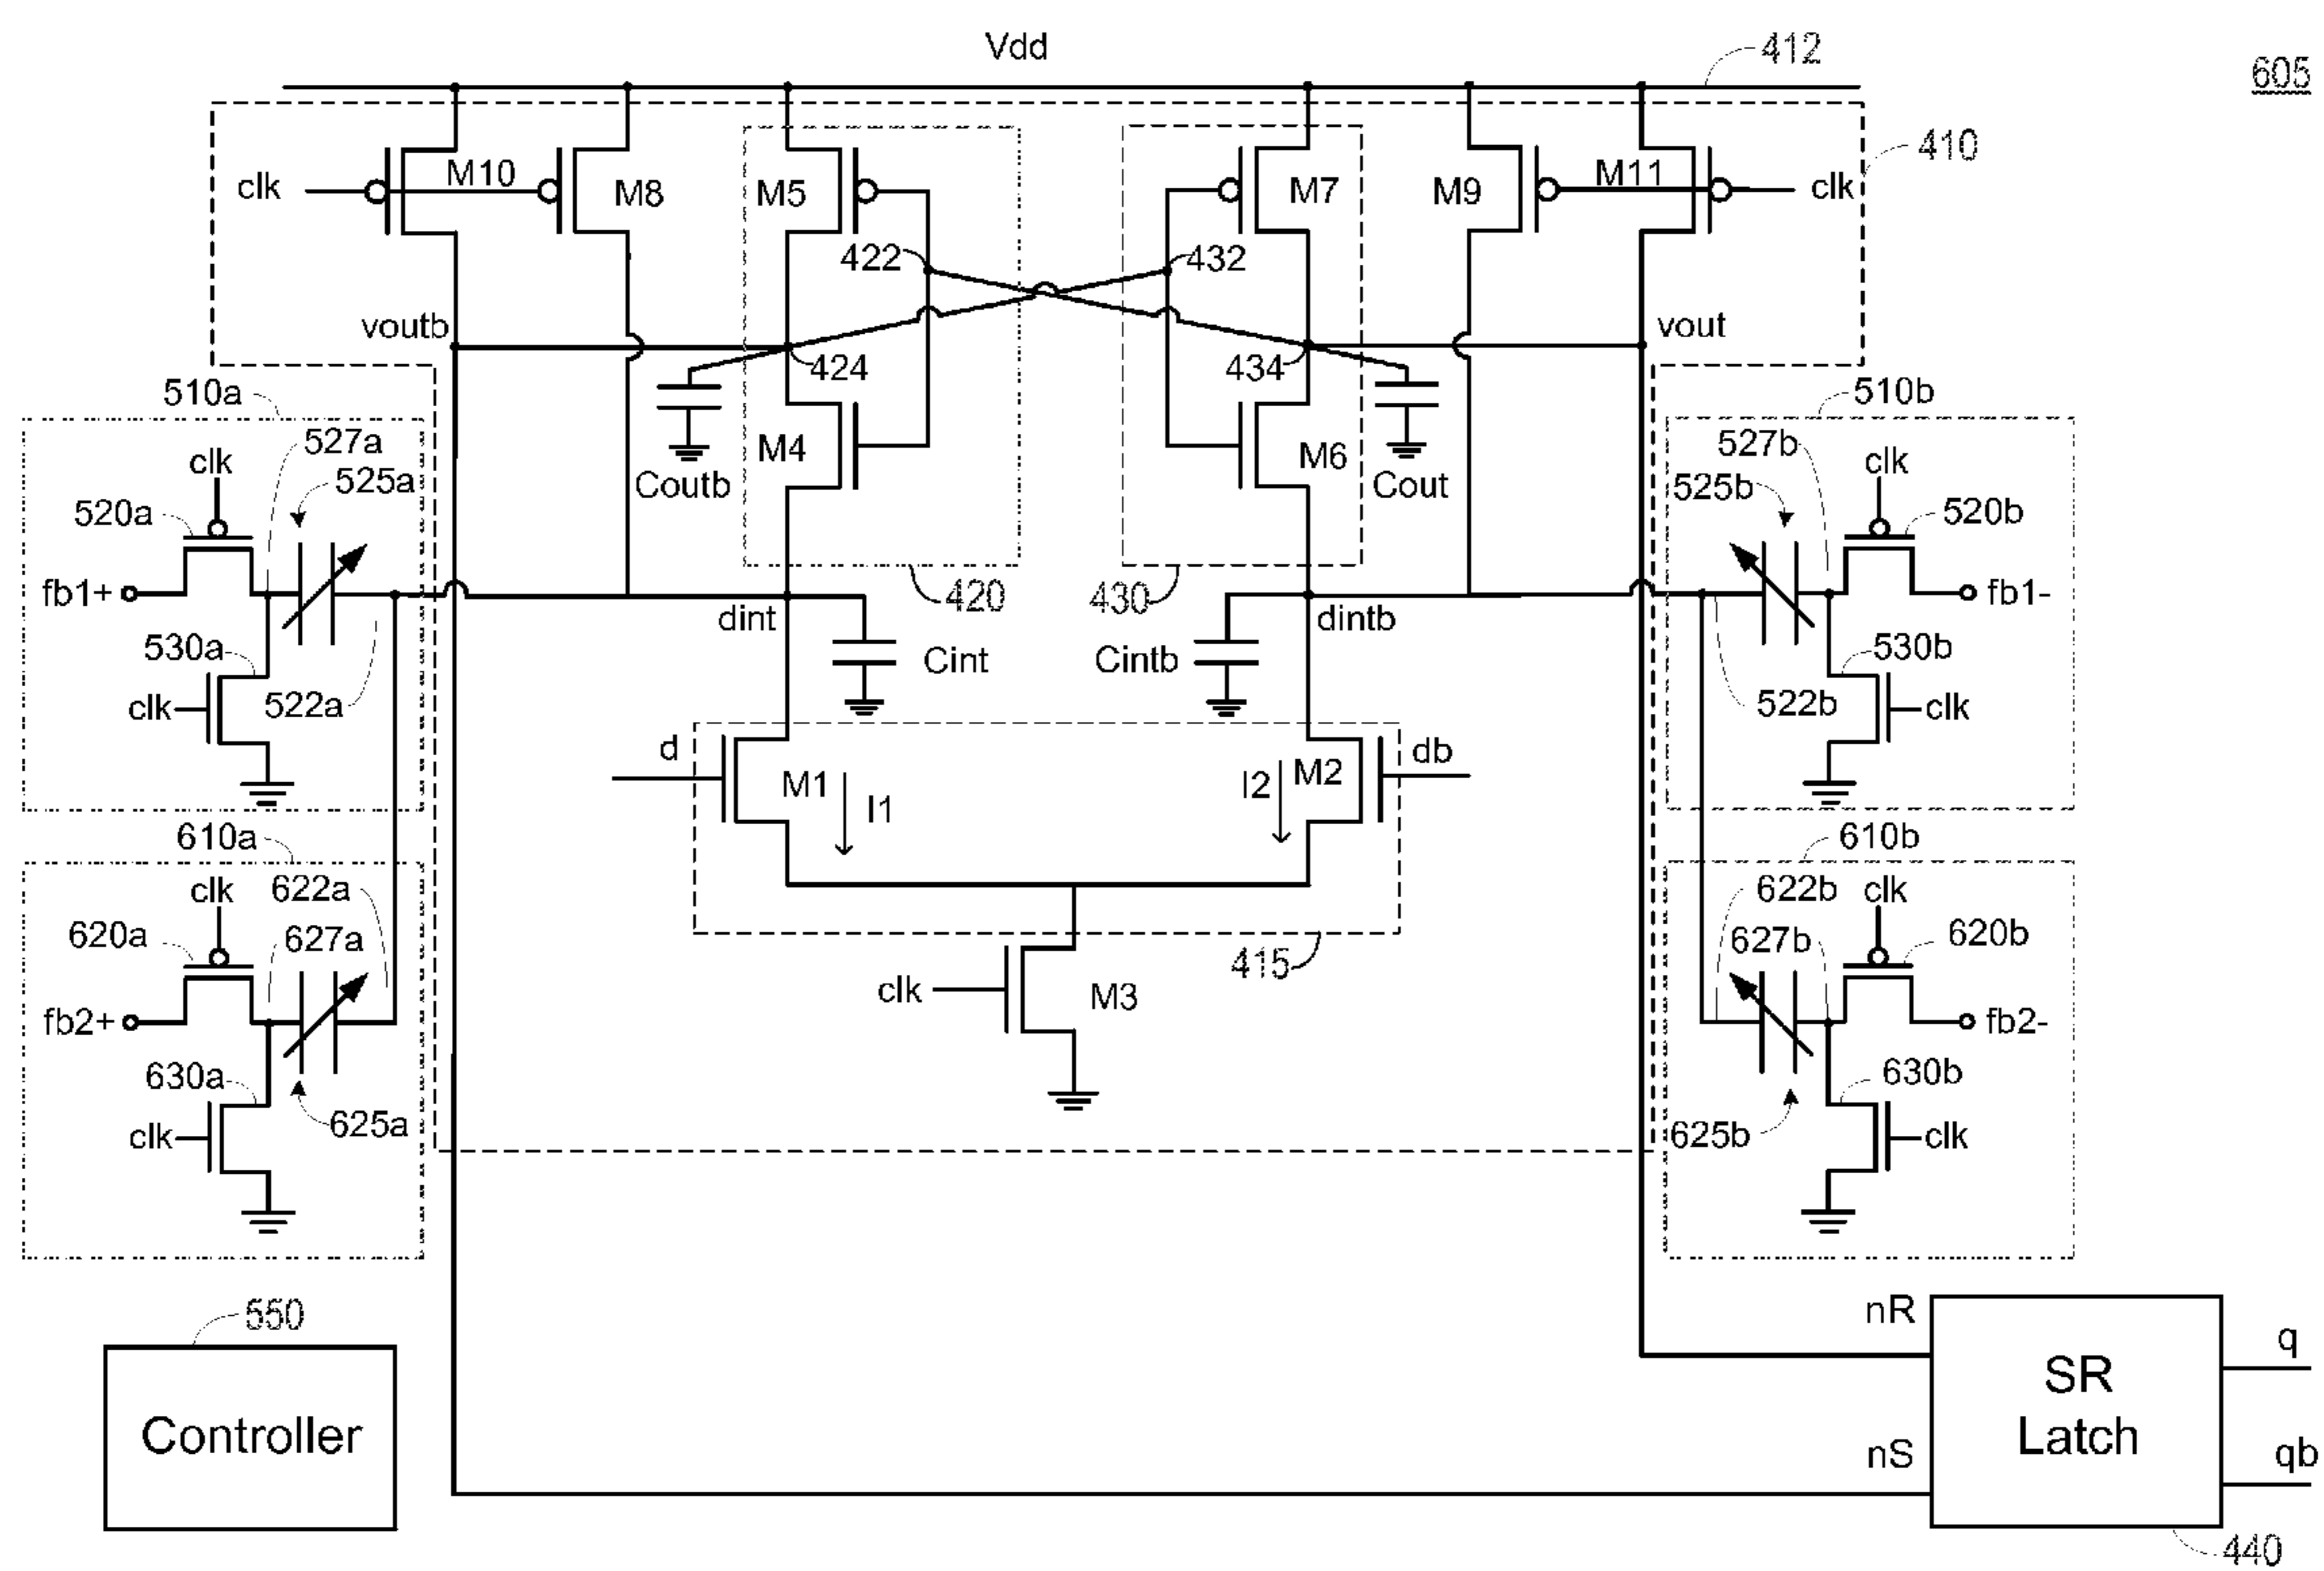 Vdd
412
605
clk
M10
M8
M5
M7
M9
M11
clk
410
422
432
voutb
424
434
vout
510a
527a
clk
525a
520a
fb1+
530a
clk
522a
M4
Coutb
M6
Cout
420
430
dint
Cint
dintb
Cintb
510b
527b
clk
525b
520b
fb1-
530b
clk
522b
d
M1
I1
I2
M2
db
415
clk
M3
610a
clk
622a
620a
627a
fb2+
630a
clk
625a
610b
622b
clk
627b
620b
fb2-
630b
clk
625b
550
Controller
nR
nS
SR
Latch
q
qb
440